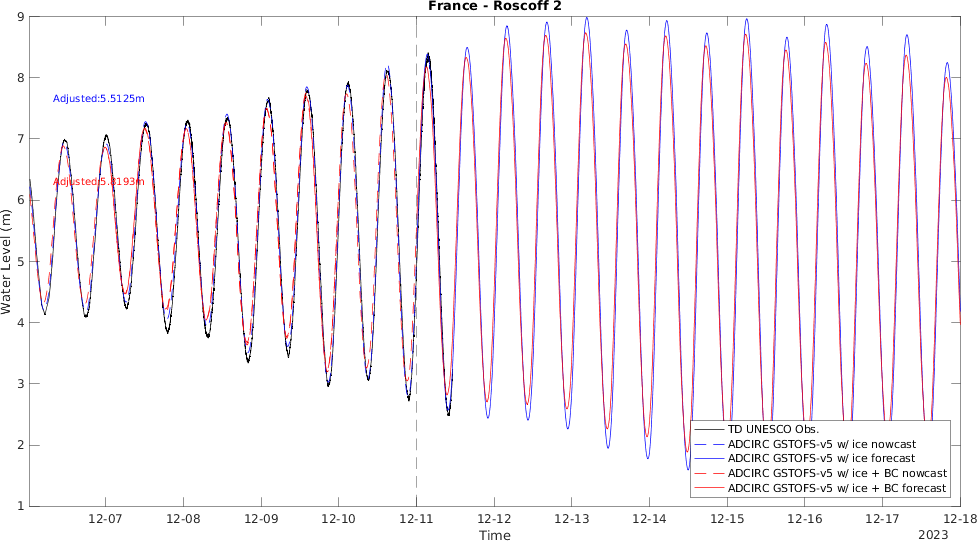 France - Roscoff 2
9
8
7
6
5
4
3
2
1
Water Level (m)
Adjusted:5.5125m
Adjusted:5.8193m
TD UNESCO Obs.
ADCIRC GSTOFS-v5 w/ ice nowcast
ADCIRC GSTOFS-v5 w/ ice forecast
ADCIRC GSTOFS-v5 w/ ice + BC nowcast
ADCIRC GSTOFS-v5 w/ ice + BC forecast
12-07 12-08 12-09 12-10 12-11 12-12 12-13 12-14 12-15 12-16 12-17 12-18
Time
2023